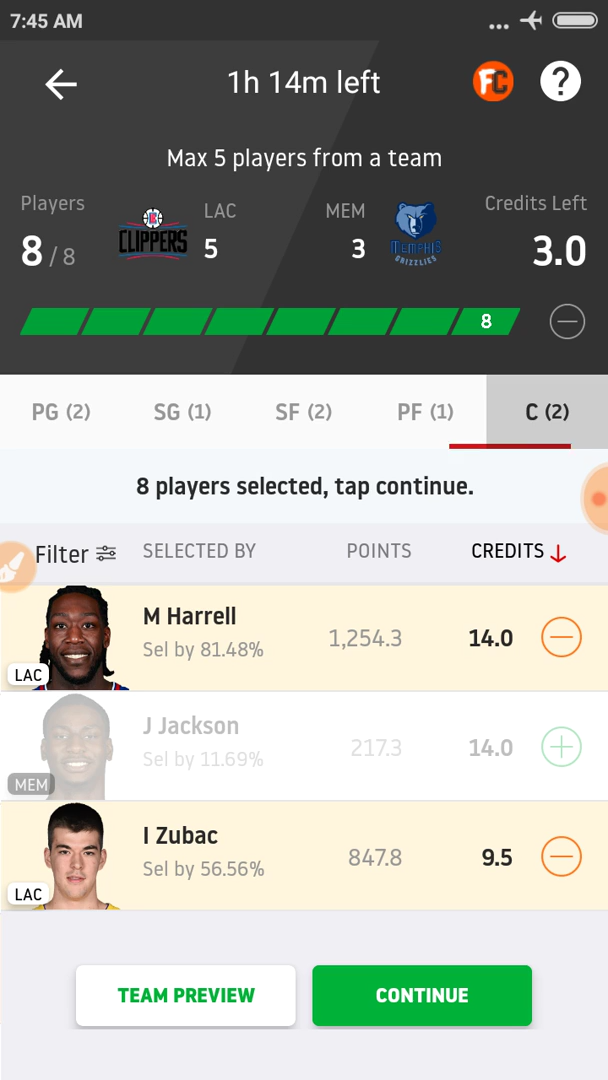 7:45 AM
1h 14m left
FC
?
Max 5 players from a team
Players
8 / 8
CLIPPERS
LAC
5
MEM
3
MEMPHIS
GRIZZLIES
Credits Left
3.0
8
PG (2)
SG (1)
SF (2)
PF (1)
C (2)
8 players selected, tap continue.
Filter
SELECTED BY
POINTS
CREDITS
M Harrell
Sel by 81.48%
1,254.3
14.0
LAC
J Jackson
Sel by 11.69%
217.3
14.0
MEM
I Zubac
Sel by 56.56%
847.8
9.5
LAC
TEAM PREVIEW
CONTINUE